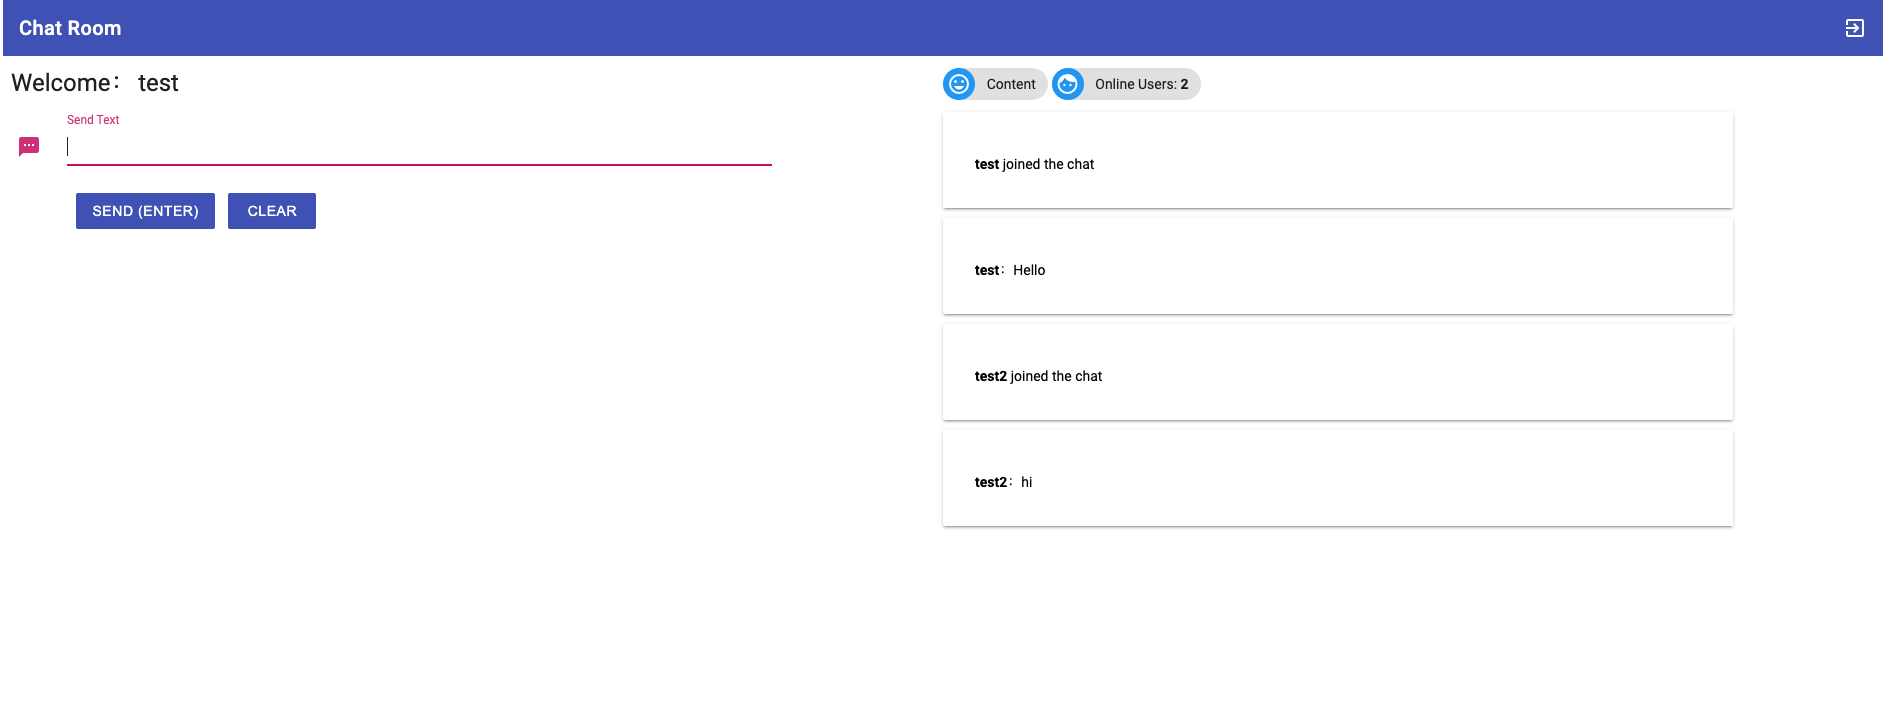 Chat Room
Welcome： test
Send Text
SEND (ENTER) CLEAR
Content Online Users: 2
test joined the chat
test： Hello
test2 joined the chat
test2： hi